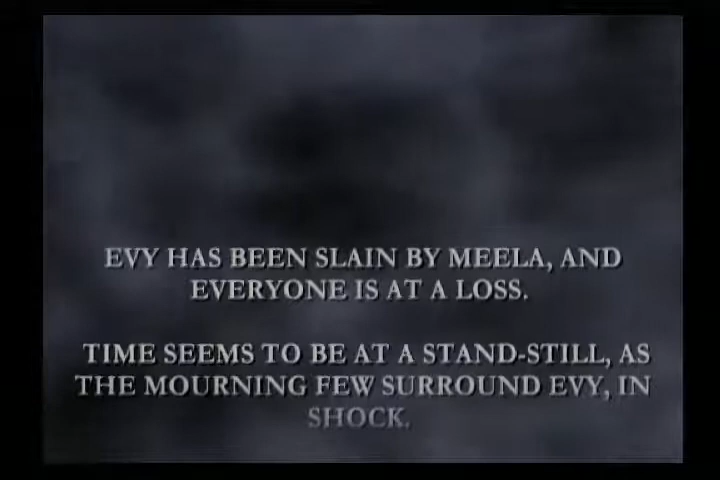 EVY HAS BEEN SLAIN BY MEELA, AND
EVERYONE IS AT A LOSS.
TIME SEEMS TO BE AT A STAND-STILL, AS
THE MOURNING FEW SURROUND EVY, IN
SHOCK.